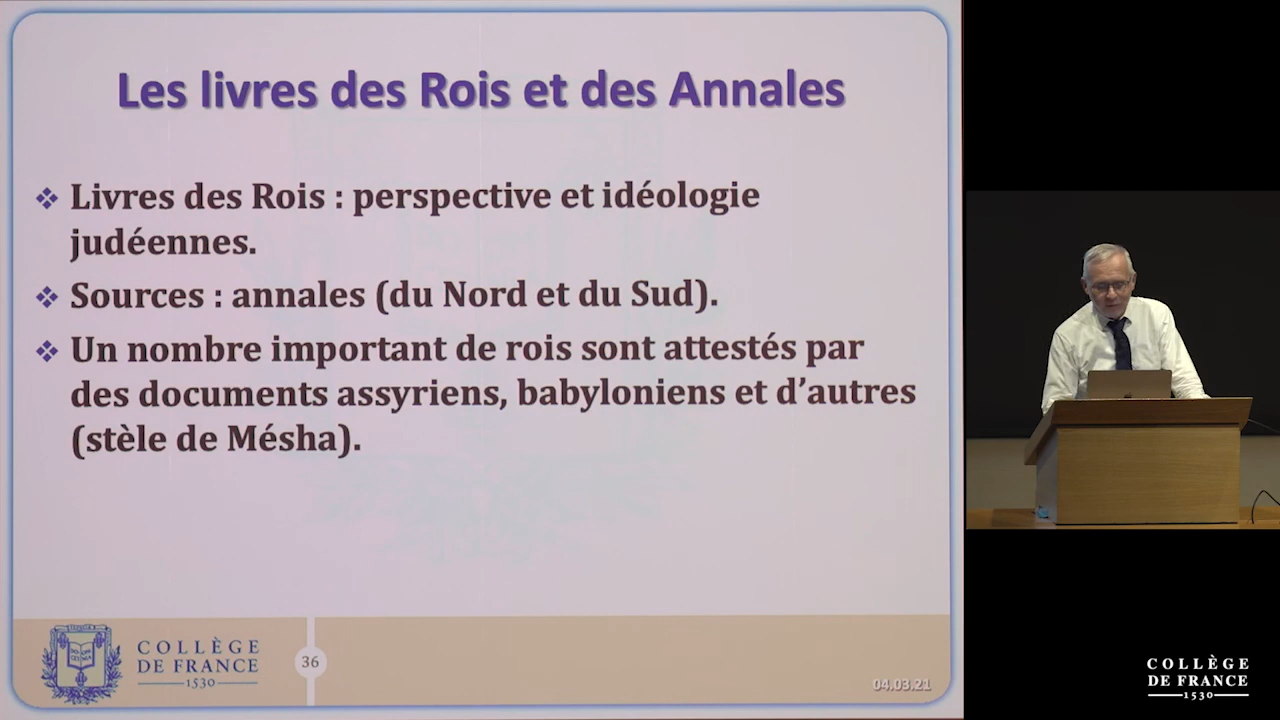 Les livres des Rois et des Annales
Livres des Rois : perspective et idéologie
judéennes.
Sources : annales (du Nord et du Sud).
Un nombre important de rois sont attestés par
des documents assyriens, babyloniens et d’autres
(stèle de Mésha).
COLLÈGE
DE FRANCE
1530
36
04.03.21
COLLÈGE
DE FRANCE
1530